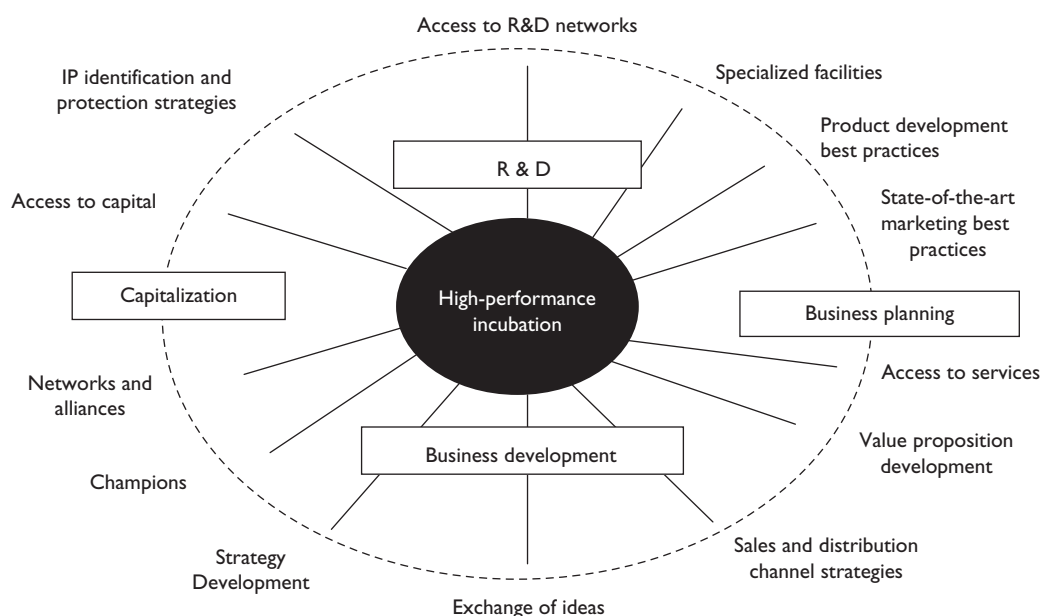 Access to R&D networks
IP identification and
protection strategies
Specialized facilities
Product development
best practices
R & D
Access to capital
State-of-the-art
marketing best
practices
Capitalization
High-performance
incubation
Business planning
Networks and
alliances
Access to services
Champions
Business development
Value proposition
development
Strategy
Development
Sales and distribution
channel strategies
Exchange of ideas